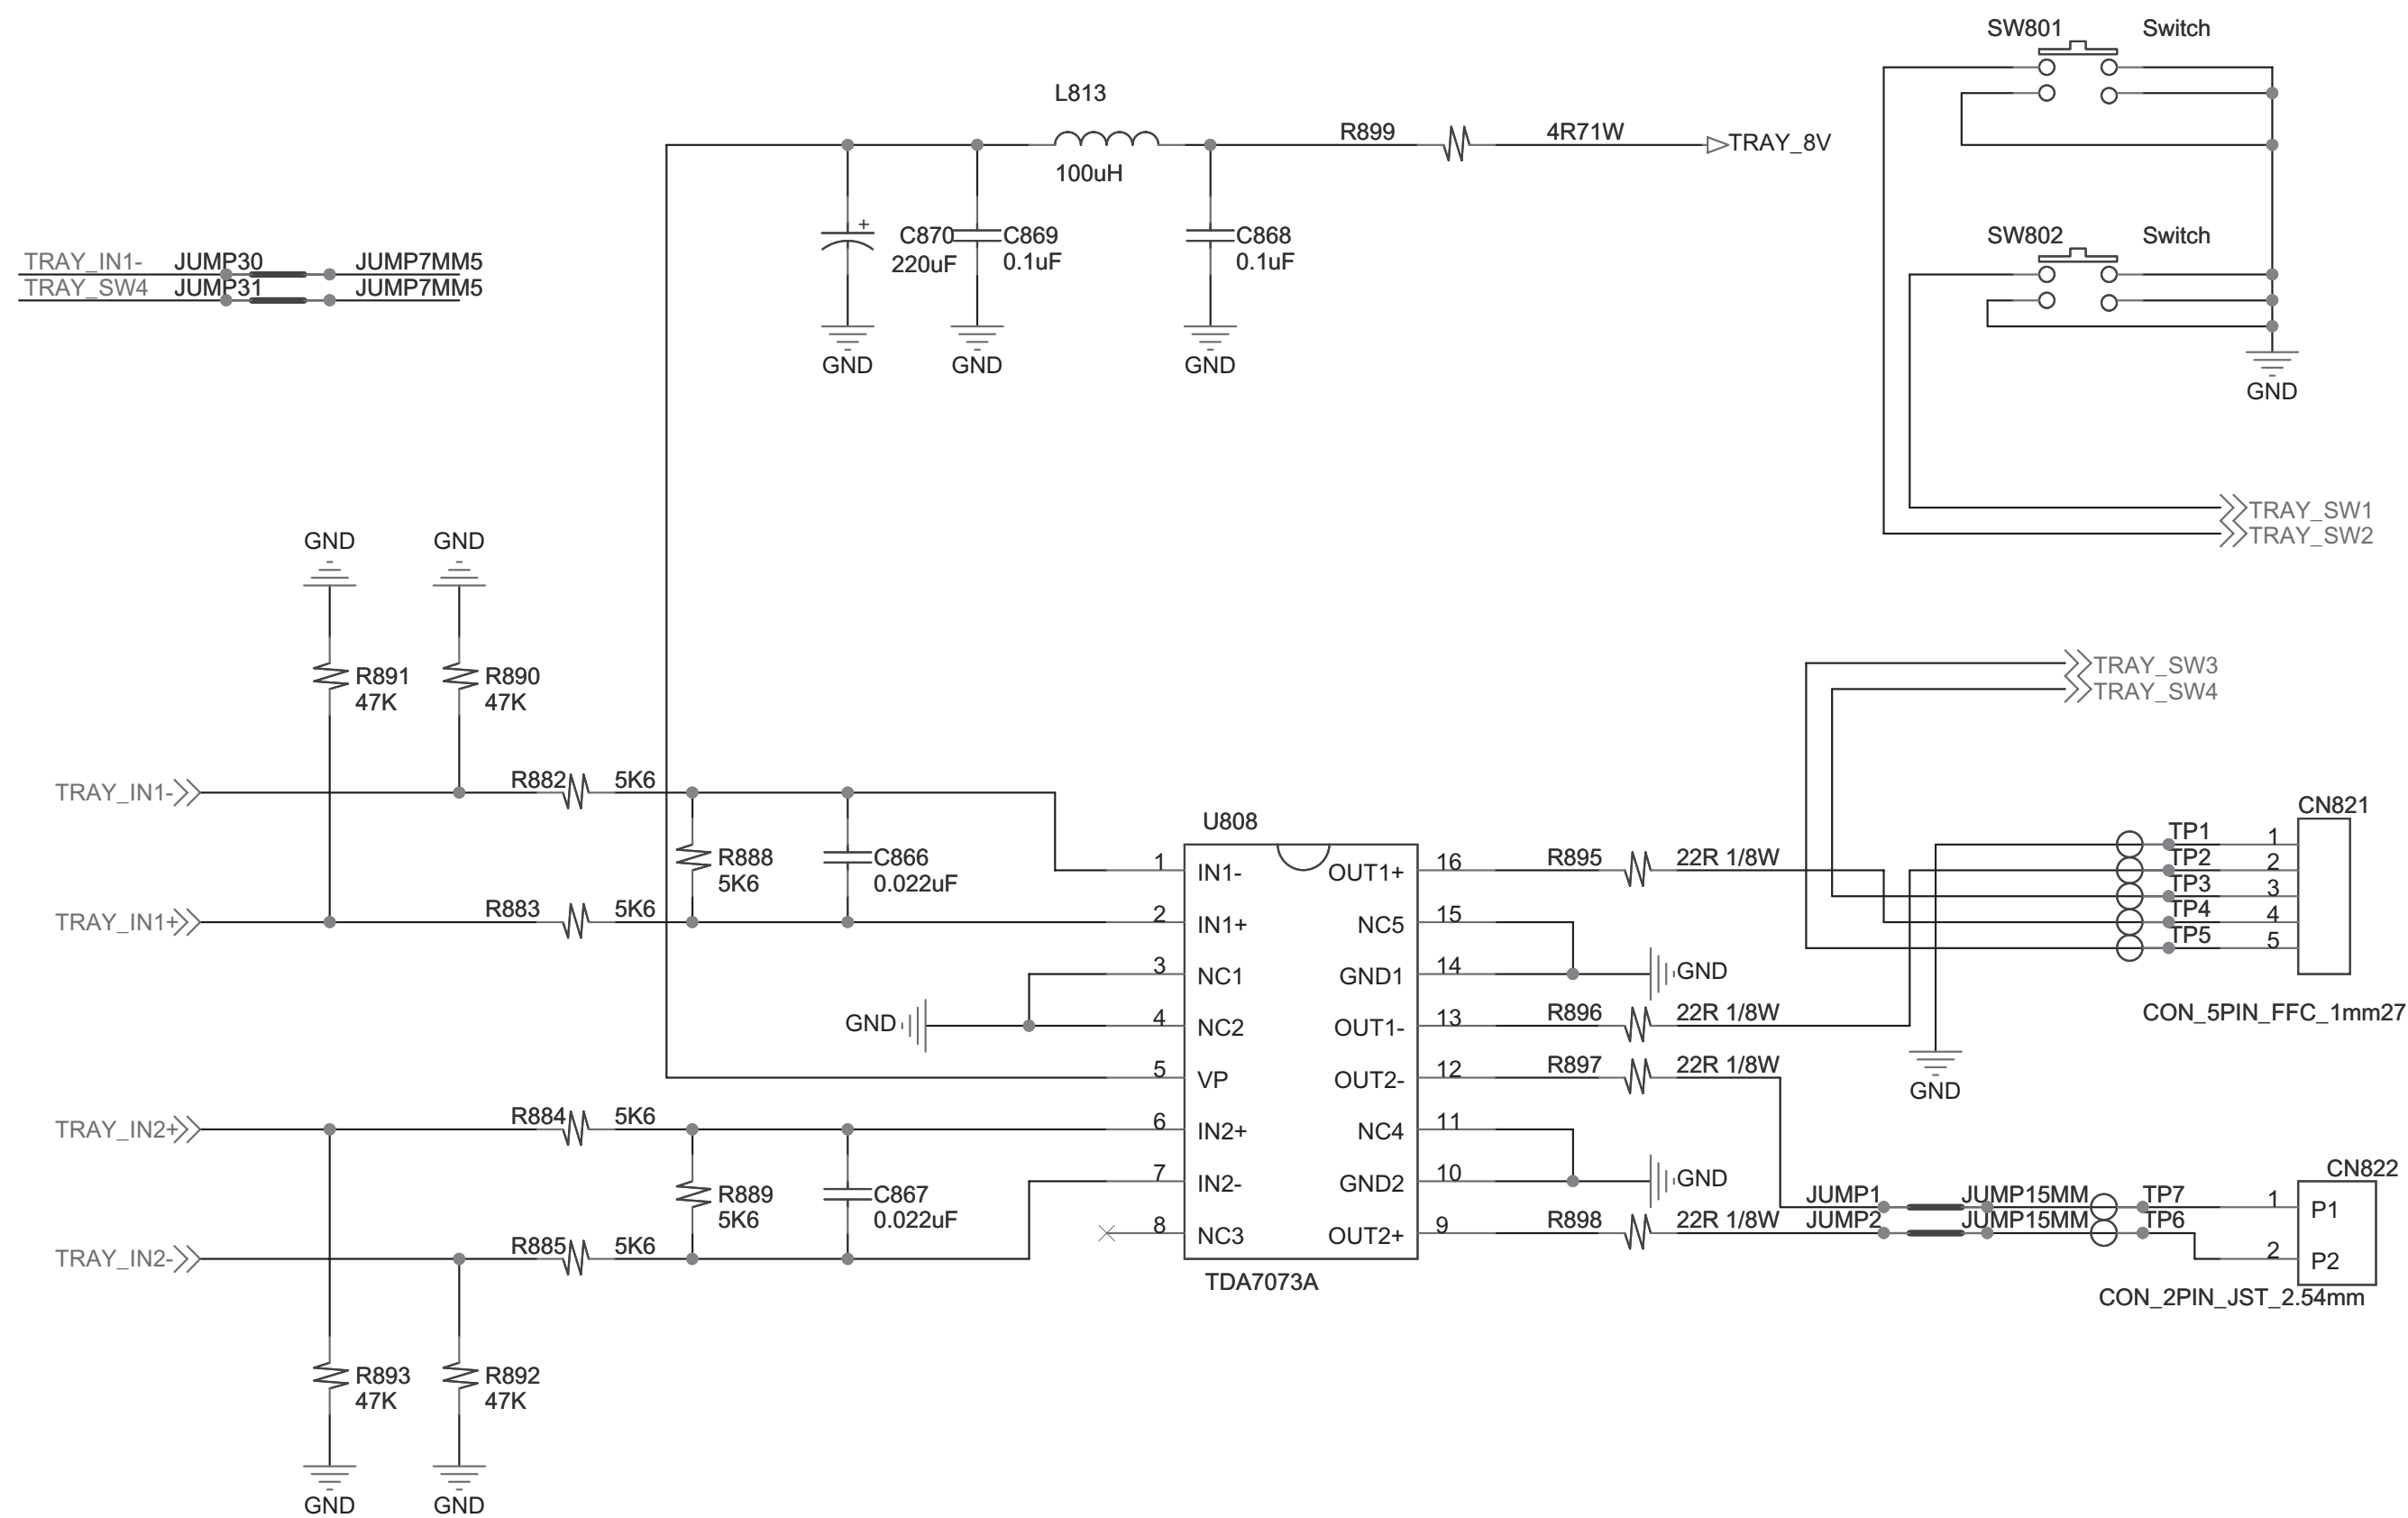 SW801 Switch
L813
R899 4R71W TRAY_8V
100uH
C870 C869 C868
220uF 0.1uF 0.1uF
GND GND GND
SW802 Switch
GND
TRAY_IN1- JUMP30 JUMP7MM5
TRAY_SW4 JUMP31 JUMP7MM5
TRAY_SW1
TRAY_SW2
GND GND
R891 R890
47K 47K
TRAY_SW3
TRAY_SW4
TRAY_IN1- R882 5K6
R888 C866
5K6 0.022uF
TRAY_IN1+ R883 5K6
GND
TRAY_IN2+ R884 5K6
R889 C867
5K6 0.022uF
TRAY_IN2- R885 5K6
R893 R892
47K 47K
GND GND
U808
1 IN1- OUT1+ 16 R895 22R 1/8W
2 IN1+ NC5 15
3 NC1 GND1 14 GND
4 NC2 OUT1- 13 R896 22R 1/8W
5 VP OUT2- 12 R897 22R 1/8W
6 IN2+ NC4 11
7 IN2- GND2 10 GND
8 NC3 OUT2+ 9 R898 22R 1/8W
TDA7073A
CN821
TP1 1
TP2 2
TP3 3
TP4 4
TP5 5
CON_5PIN_FFC_1mm27
GND
CN822
JUMP1 JUMP15MM TP7 1 P1
JUMP2 JUMP15MM TP6
2 P2
CON_2PIN_JST_2.54mm